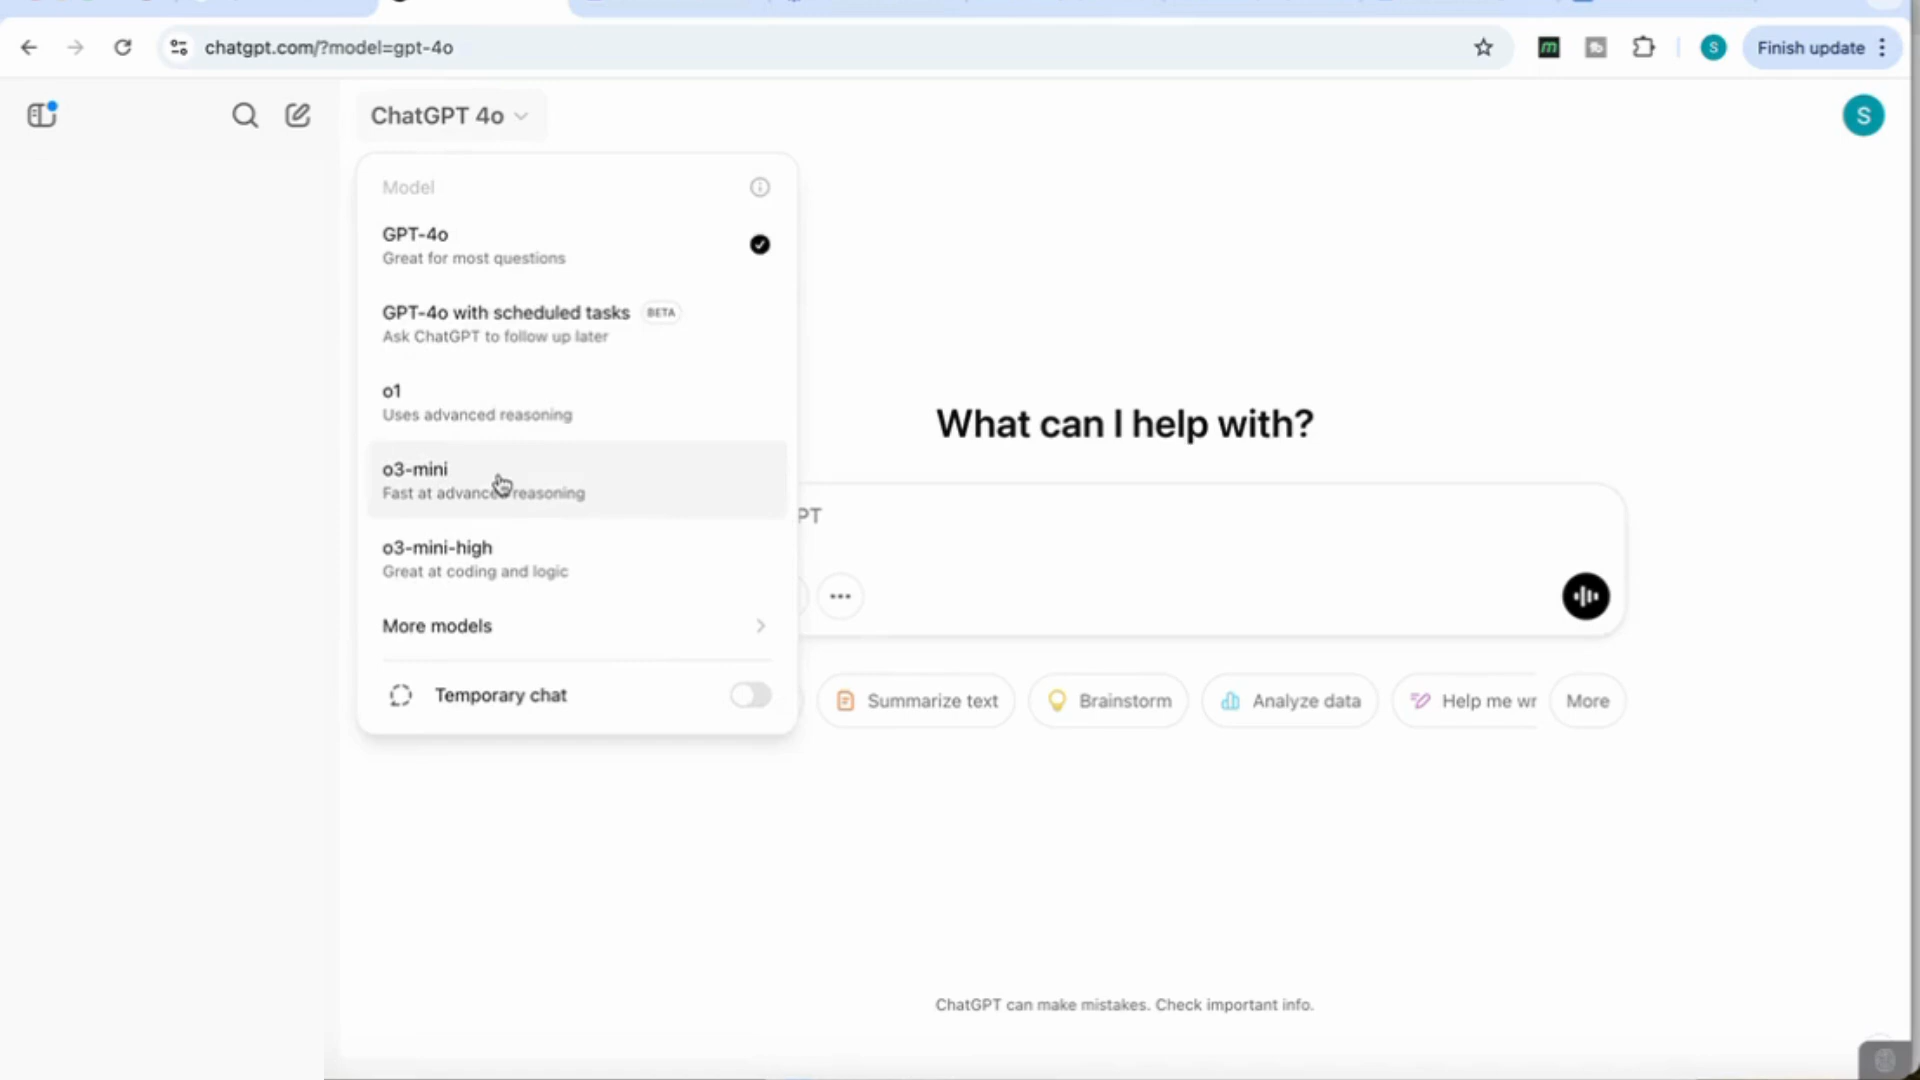 chatgpt.com/?model=gpt-4o
S
Finish update
ChatGPT 4o
S
Model
GPT-4o
Great for most questions
GPT-4o with scheduled tasks BETA
Ask ChatGPT to follow up later
o1
Uses advanced reasoning
o3-mini
Fast at advanced reasoning
o3-mini-high
Great at coding and logic
More models
Temporary chat
What can I help with?
PT
Summarize text
Brainstorm
Analyze data
Help me wr
More
ChatGPT can make mistakes. Check important info.